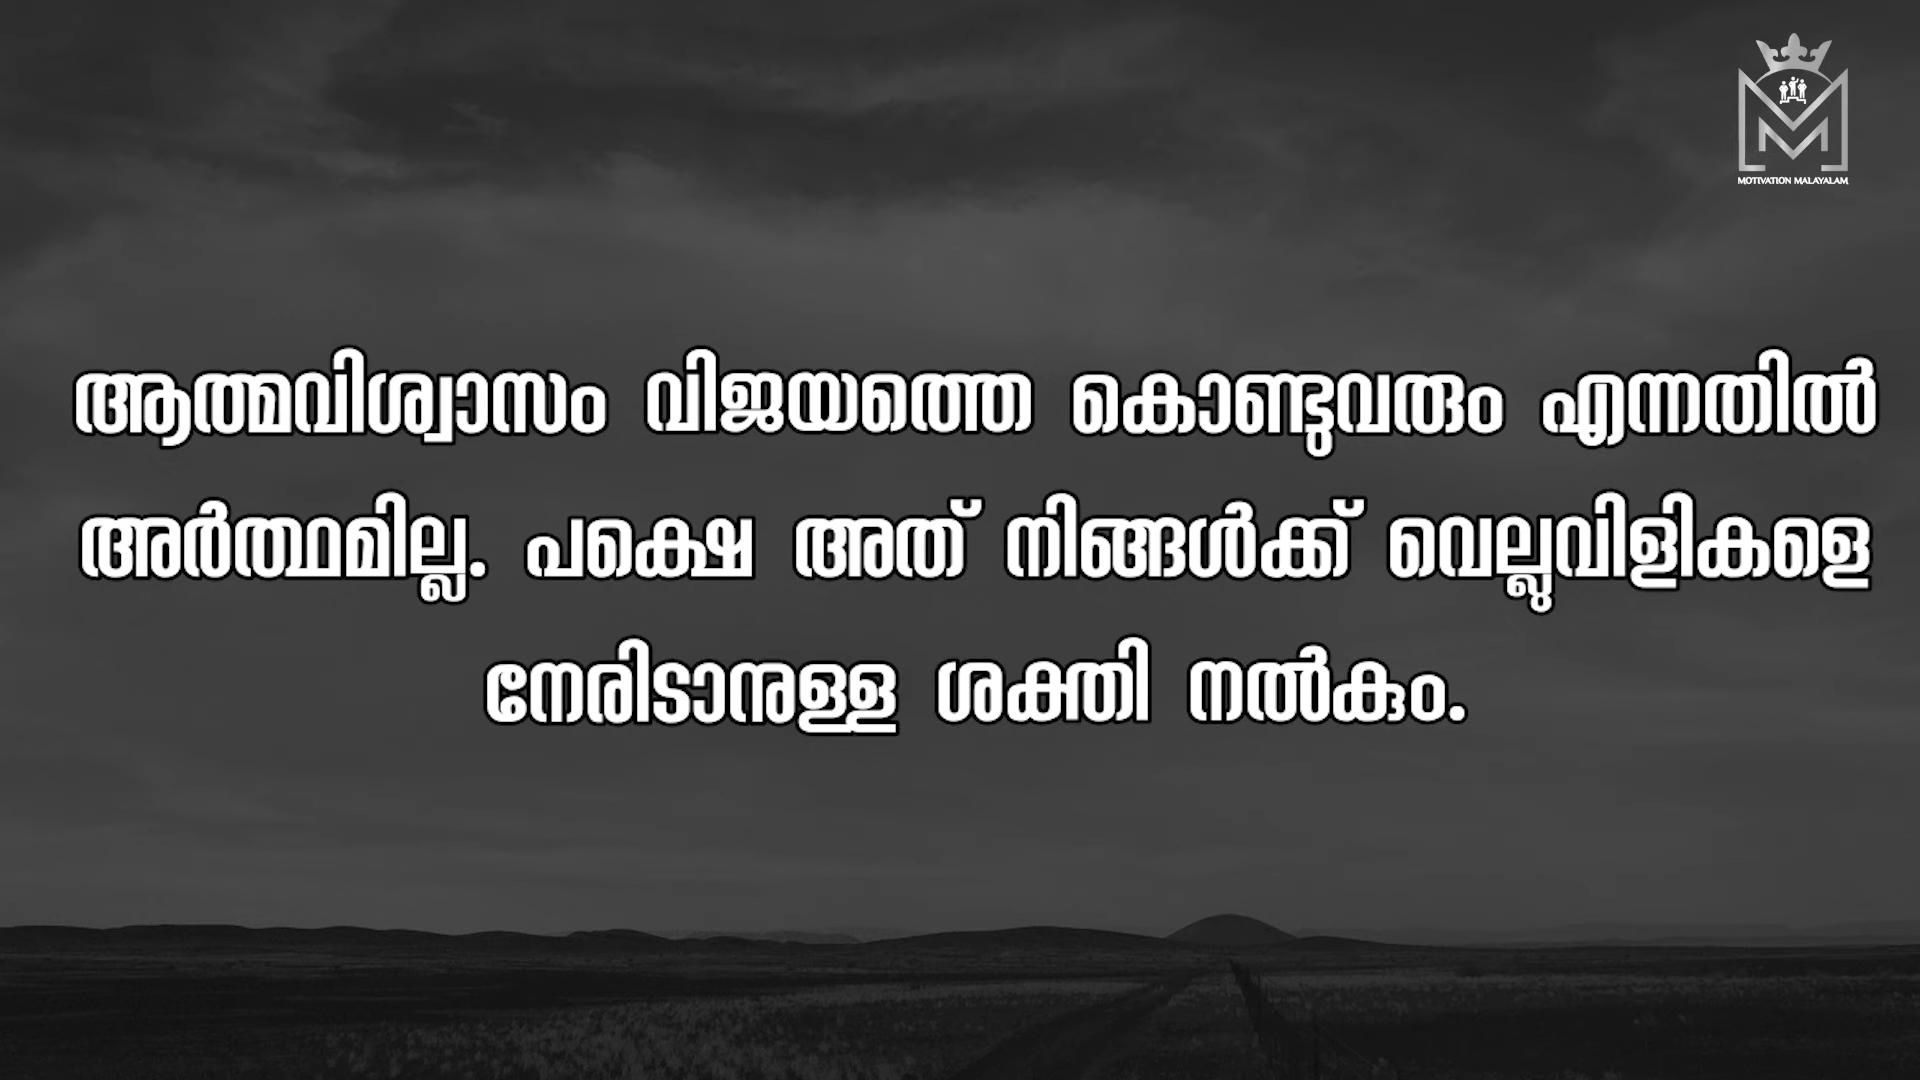 MOTIVATION MALAYALAM
ആത്മവിശ്വാസം വിജയത്തെ കൊണ്ടുവരും എന്നതിൽ
അർത്ഥമില്ല. പക്ഷെ അത് നിങ്ങൾക്ക് വെല്ലുവിളികളെ
നേരിടാനുള്ള ശക്തി നൽകും.